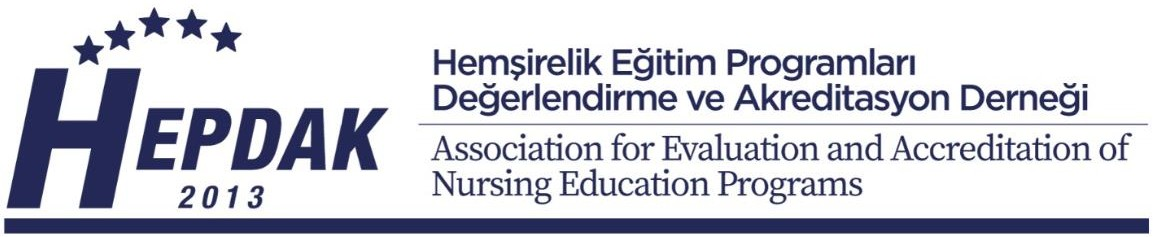 HEPDAK
2013
Hemşirelik Eğitim Programları
Değerlendirme ve Akreditasyon Derneği
Association for Evaluation and Accreditation of
Nursing Education Programs